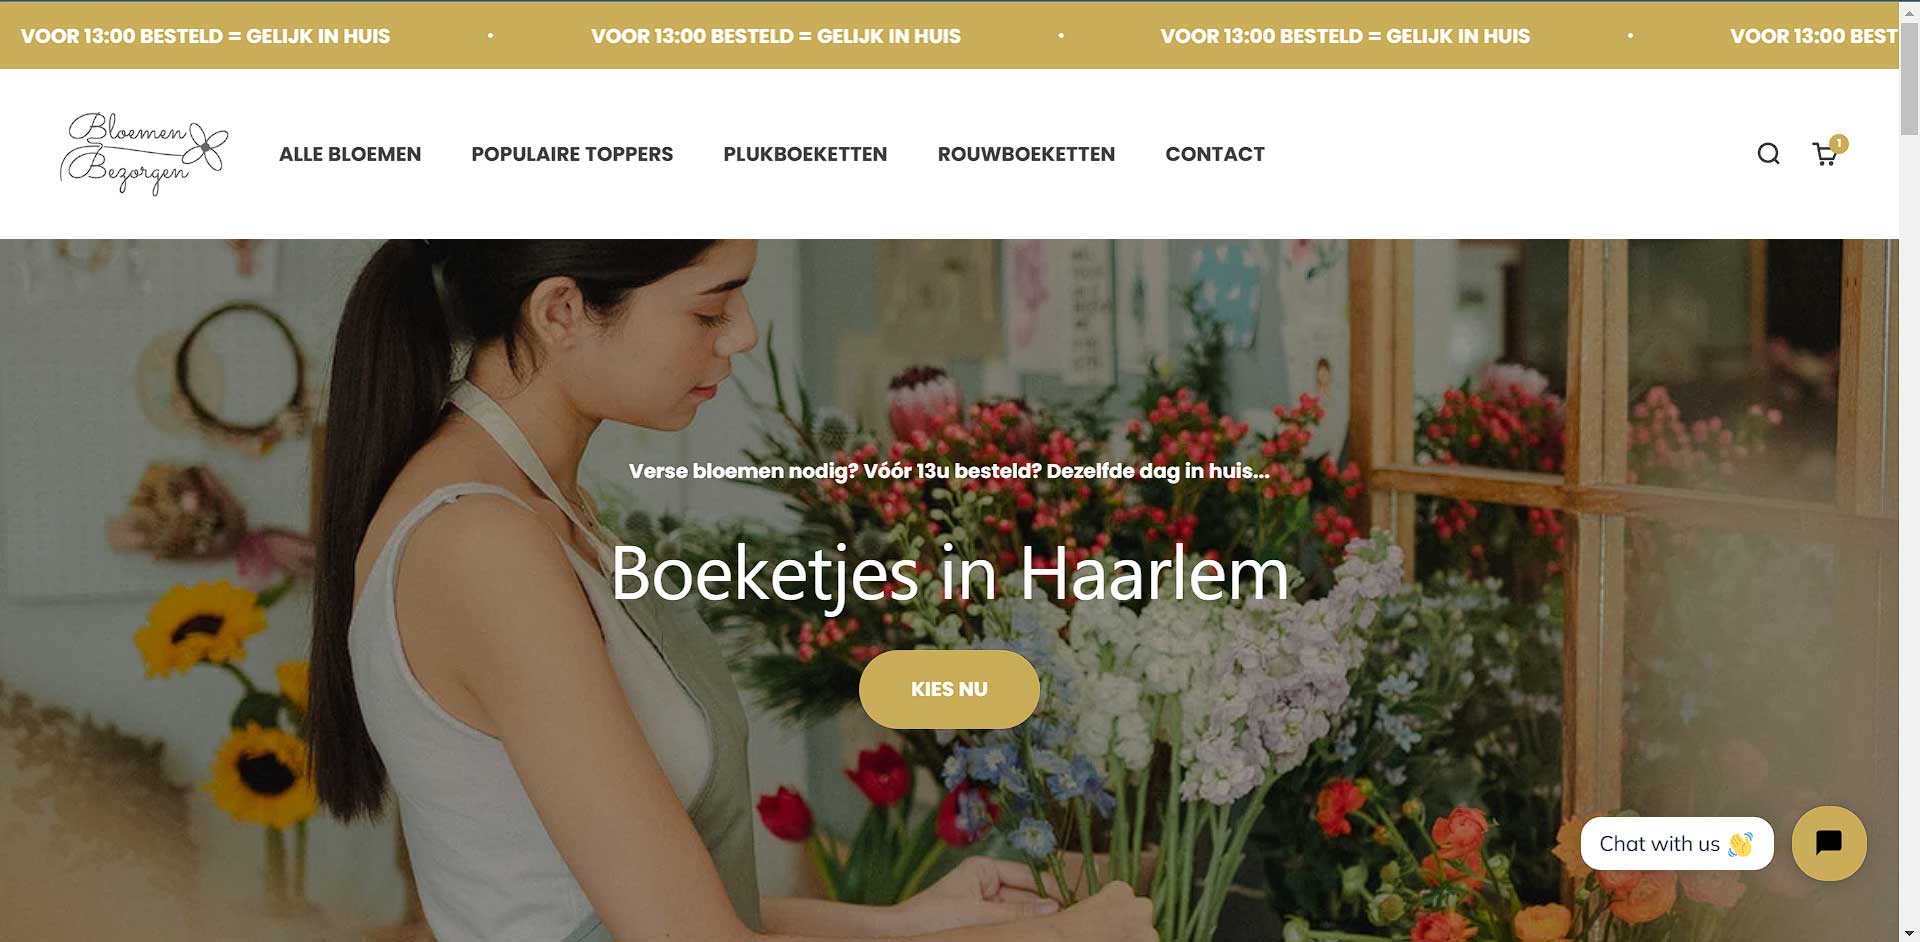 VOOR 13:00 BESTELD = GELIJK IN HUIS • VOOR 13:00 BESTELD = GELIJK IN HUIS • VOOR 13:00 BESTELD = GELIJK IN HUIS • VOOR 13:00 BEST
Bloemen
Bezorgen
ALLE BLOEMEN POPULAIRE TOPPERS PLUKBOEKETTEN ROUWBOEKETTEN CONTACT
1
Verse bloemen nodig? Vóór 13u besteld? Dezelfde dag in huis...
Boeketjes in Haarlem
KIES NU
Chat with us 👋